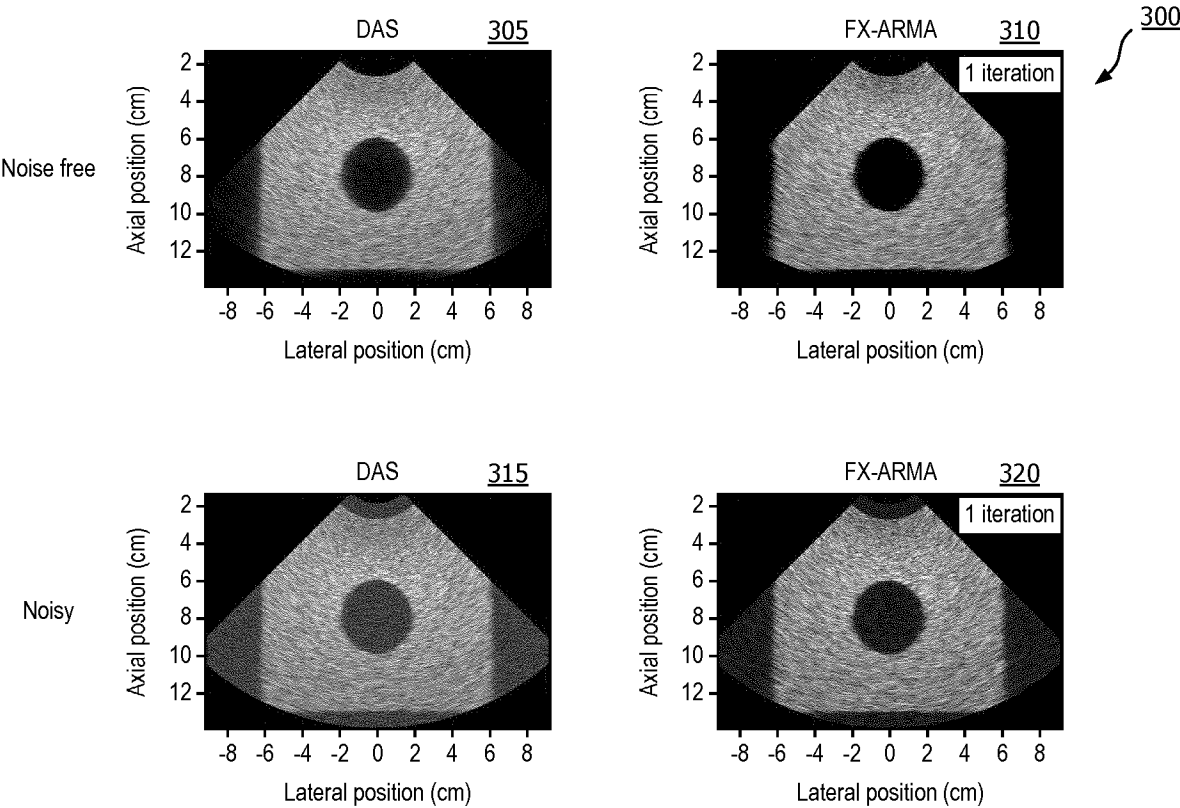 300
DAS 305
FX-ARMA 310
Noise free
Axial position (cm)
2
4
6
8
10
12
-8 -6 -4 -2 0 2 4 6 8
Lateral position (cm)
1 iteration
Axial position (cm)
2
4
6
8
10
12
-8 -6 -4 -2 0 2 4 6 8
Lateral position (cm)
DAS 315
FX-ARMA 320
Noisy
Axial position (cm)
2
4
6
8
10
12
-8 -6 -4 -2 0 2 4 6 8
Lateral position (cm)
1 iteration
Axial position (cm)
2
4
6
8
10
12
-8 -6 -4 -2 0 2 4 6 8
Lateral position (cm)